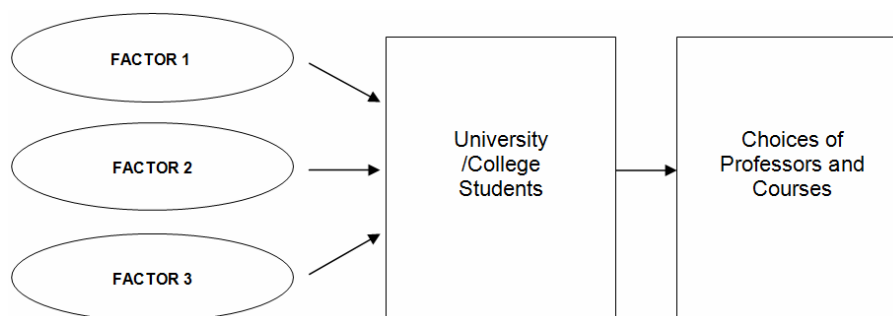 FACTOR 1
FACTOR 2
FACTOR 3
University
/College
Students
Choices of
Professors and
Courses